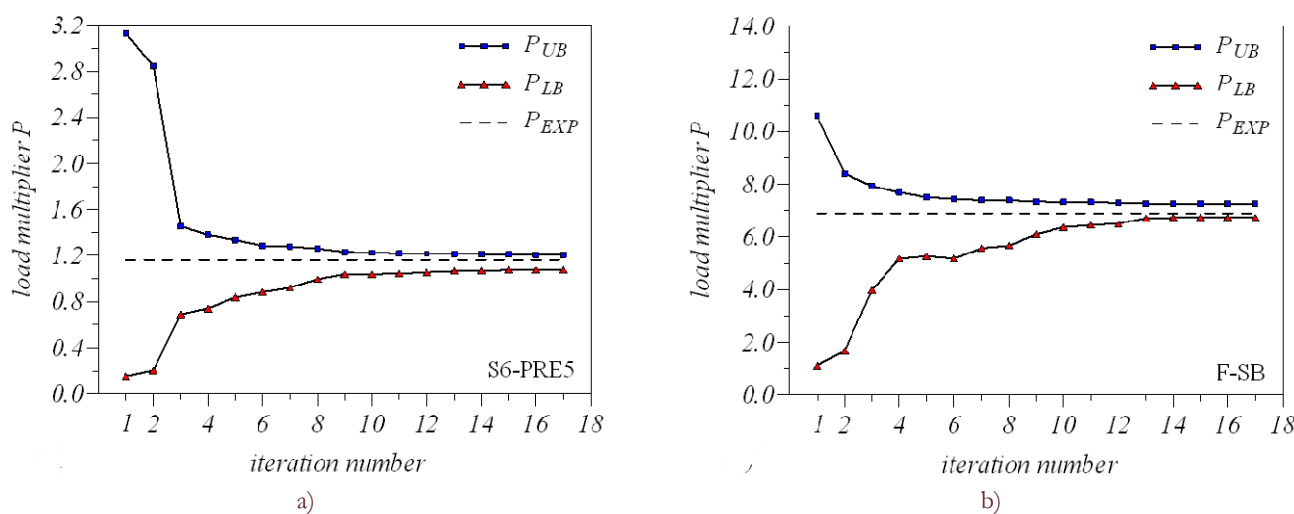 3.2
2.8
2.4
2.0
1.6
1.2
0.8
0.4
0.0
load multiplier P
P_UB
P_LB
P_EXP
S6-PRE5
1 2 4 6 8 10 12 14 16 18
iteration number
a)
14.0
12.0
10.0
8.0
6.0
4.0
2.0
0.0
load multiplier P
P_UB
P_LB
P_EXP
F-SB
1 2 4 6 8 10 12 14 16 18
iteration number
b)